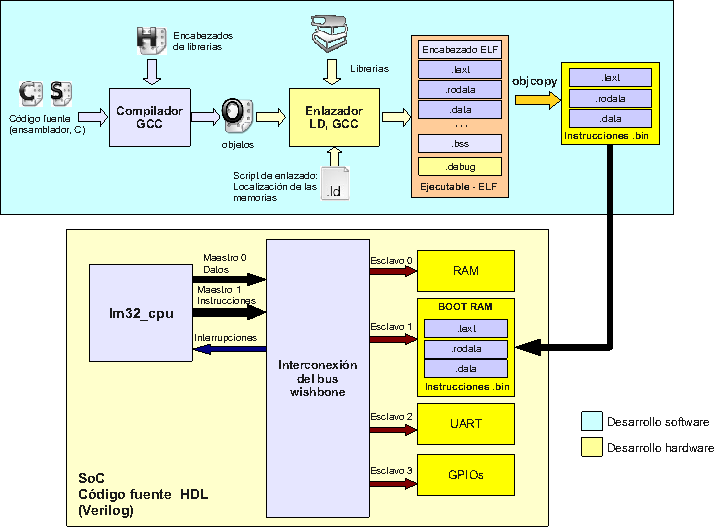 Encabezados
de librerias
Librerias
C
S
Código fuente
(ensamblador, C)
Compilador
GCC
O
objetos
Enlazador
LD, GCC
Script de enlazado:
Localización de las
memorias
.ld
Encabezado ELF
.text
.rodata
.data
...
.bss
.debug
Ejecutable - ELF
objcopy
.text
.rodata
.data
Instrucciones .bin
lm32_cpu
Maestro 0
Datos
Maestro 1
Instrucciones
Interrupciones
Interconexión
del bus
wishbone
Esclavo 0
RAM
Esclavo 1
BOOT RAM
.text
.rodata
.data
Instrucciones .bin
Esclavo 2
UART
Esclavo 3
GPIOs
SoC
Código fuente HDL
(Verilog)
Desarrollo software
Desarrollo hardware